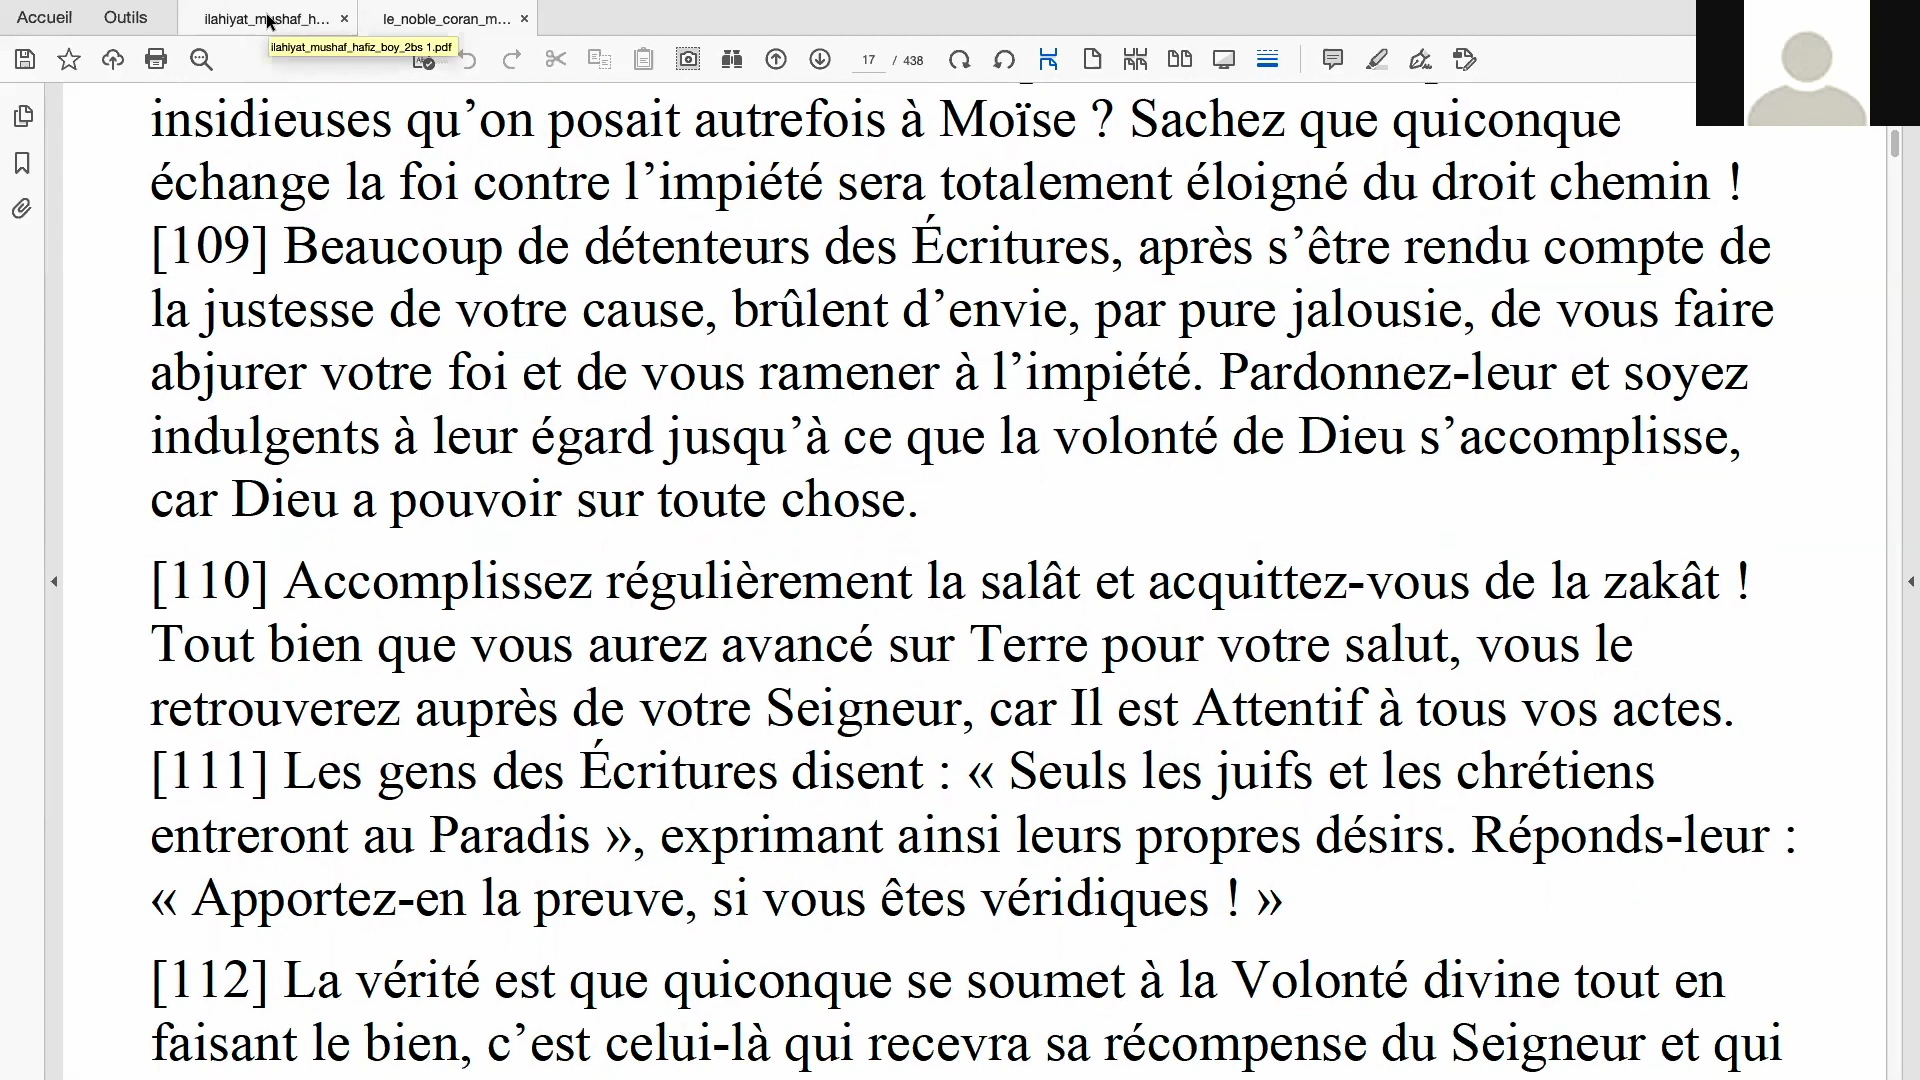 Accueil Outils ilahiyat_mushaf_h... × le_noble_coran_m... ×
ilahiyat_mushaf_hafiz_boy_2bs 1.pdf
17 / 438
insidieuses qu’on posait autrefois à Moïse ? Sachez que quiconque
échange la foi contre l’impiété sera totalement éloigné du droit chemin !
[109] Beaucoup de détenteurs des Écritures, après s’être rendu compte de
la justesse de votre cause, brûlent d’envie, par pure jalousie, de vous faire
abjurer votre foi et de vous ramener à l’impiété. Pardonnez-leur et soyez
indulgents à leur égard jusqu’à ce que la volonté de Dieu s’accomplisse,
car Dieu a pouvoir sur toute chose.
[110] Accomplissez régulièrement la salât et acquittez-vous de la zakât !
Tout bien que vous aurez avancé sur Terre pour votre salut, vous le
retrouverez auprès de votre Seigneur, car Il est Attentif à tous vos actes.
[111] Les gens des Écritures disent : « Seuls les juifs et les chrétiens
entreront au Paradis », exprimant ainsi leurs propres désirs. Réponds-leur :
« Apportez-en la preuve, si vous êtes véridiques ! »
[112] La vérité est que quiconque se soumet à la Volonté divine tout en
faisant le bien, c’est celui-là qui recevra sa récompense du Seigneur et qui